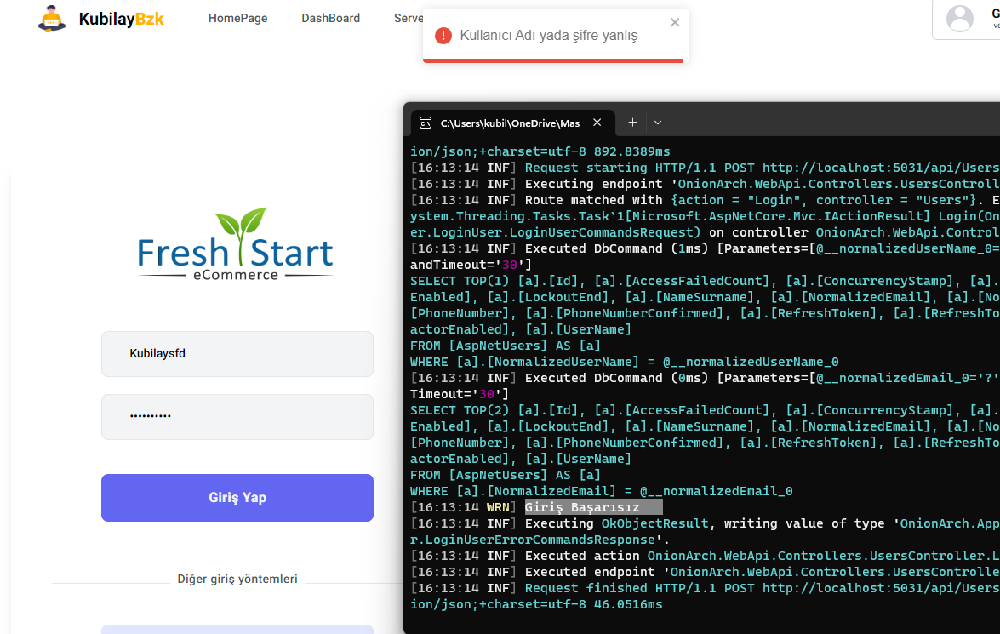 KubilayBzk
HomePage
DashBoard
Serve
Kullanıcı Adı yada şifre yanlış
G
ve
Fresh Start
eCommerce
Kubilaysfd
••••••••••
Giriş Yap
Diğer giriş yöntemleri
C:\Users\kubil\OneDrive\Mas
ion/json;+charset=utf-8 892.8389ms
[16:13:14 INF] Request starting HTTP/1.1 POST http://localhost:5031/api/Users
[16:13:14 INF] Executing endpoint 'OnionArch.WebApi.Controllers.UsersControll
[16:13:14 INF] Route matched with {action = "Login", controller = "Users"}. E
ystem.Threading.Tasks.Task`1[Microsoft.AspNetCore.Mvc.IActionResult] Login(On
er.LoginUser.LoginUserCommandsRequest) on controller OnionArch.WebApi.Control
[16:13:14 INF] Executed DbCommand (1ms) [Parameters=[@__normalizedUserName_0=
andTimeout='30']
SELECT TOP(1) [a].[Id], [a].[AccessFailedCount], [a].[ConcurrencyStamp], [a].
Enabled], [a].[LockoutEnd], [a].[NameSurname], [a].[NormalizedEmail], [a].[No
[PhoneNumber], [a].[PhoneNumberConfirmed], [a].[RefreshToken], [a].[RefreshTo
actorEnabled], [a].[UserName]
FROM [AspNetUsers] AS [a]
WHERE [a].[NormalizedUserName] = @__normalizedUserName_0
[16:13:14 INF] Executed DbCommand (0ms) [Parameters=[@__normalizedEmail_0='?'
Timeout='30']
SELECT TOP(2) [a].[Id], [a].[AccessFailedCount], [a].[ConcurrencyStamp], [a].
Enabled], [a].[LockoutEnd], [a].[NameSurname], [a].[NormalizedEmail], [a].[No
[PhoneNumber], [a].[PhoneNumberConfirmed], [a].[RefreshToken], [a].[RefreshTo
actorEnabled], [a].[UserName]
FROM [AspNetUsers] AS [a]
WHERE [a].[NormalizedEmail] = @__normalizedEmail_0
[16:13:14 WRN] Giriş Başarısız
[16:13:14 INF] Executing OkObjectResult, writing value of type 'OnionArch.App
r.LoginUserErrorCommandsResponse'.
[16:13:14 INF] Executed action OnionArch.WebApi.Controllers.UsersController.L
[16:13:14 INF] Executed endpoint 'OnionArch.WebApi.Controllers.UsersControlle
[16:13:14 INF] Request finished HTTP/1.1 POST http://localhost:5031/api/Users
ion/json;+charset=utf-8 46.0516ms